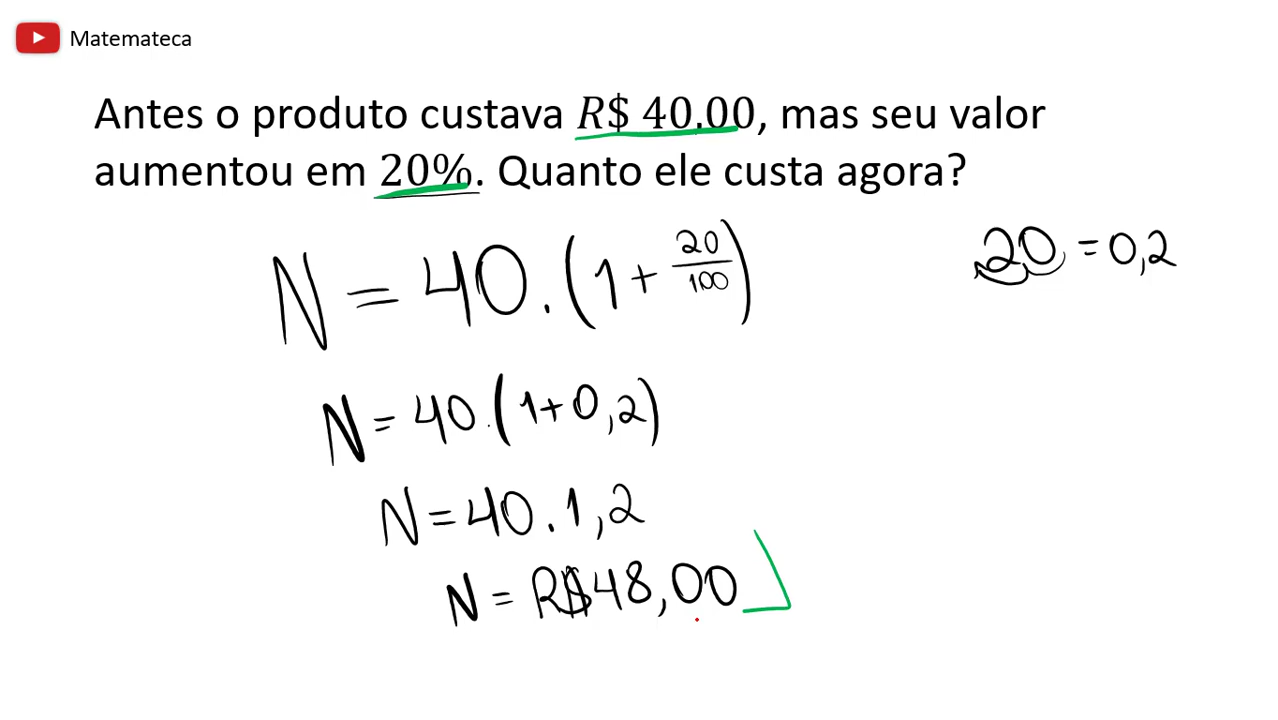 Matemateca
Antes o produto custava R$ 40.00, mas seu valor
aumentou em 20%. Quanto ele custa agora?
N = 40.(1+20/100)
20 = 0,2
N = 40.(1+0,2)
N = 40.1,2
N = R$48,00